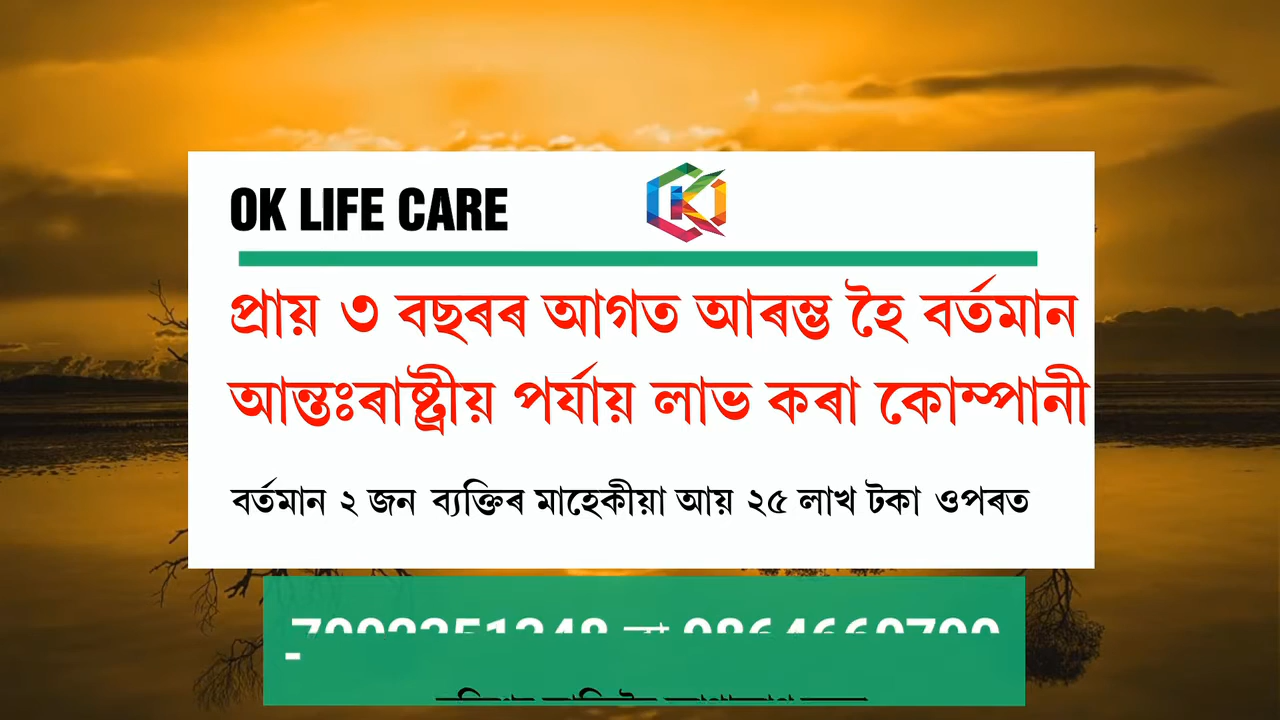 OK LIFE CARE
প্ৰায় ৩ বছৰৰ আগত আৰম্ভ হৈ বৰ্তমান
আন্তঃৰাষ্ট্ৰীয় পৰ্যায় লাভ কৰা কোম্পানী
বৰ্তমান ২ জন ব্যক্তিৰ মাহেকীয়া আয় ২৫ লাখ টকা ওপৰত